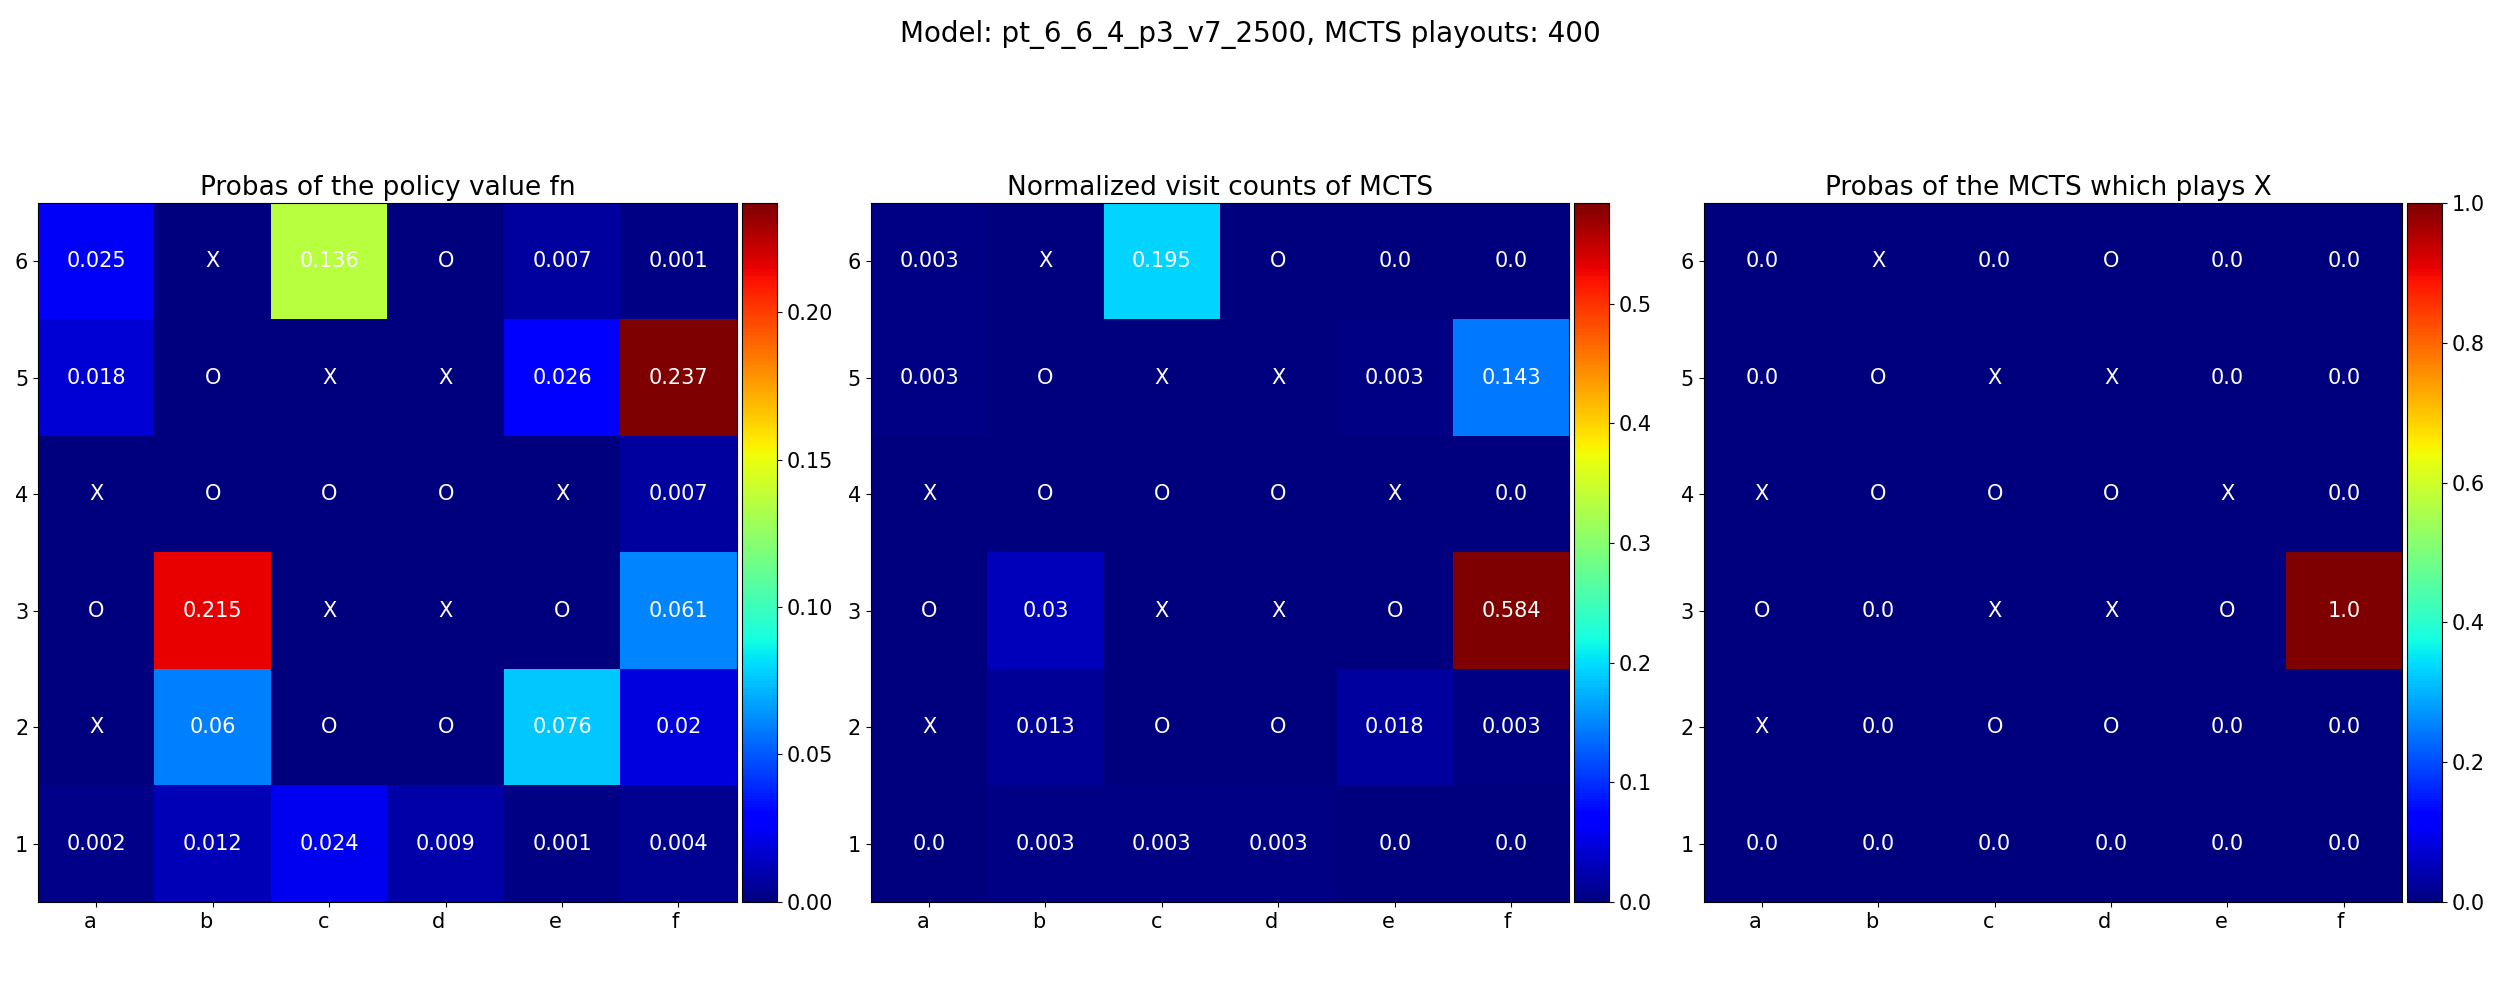 Model: pt_6_6_4_p3_v7_2500, MCTS playouts: 400
Probas of the policy value fn
6 0.025 X 0.136 O 0.007 0.001
5 0.018 O X X 0.026 0.237
4 X O O O X 0.007
3 O 0.215 X X O 0.061
2 X 0.06 O O 0.076 0.02
1 0.002 0.012 0.024 0.009 0.001 0.004
a b c d e f
0.20
0.15
0.10
0.05
0.00
Normalized visit counts of MCTS
6 0.003 X 0.195 O 0.0 0.0
5 0.003 O X X 0.003 0.143
4 X O O O X 0.0
3 O 0.03 X X O 0.584
2 X 0.013 O O 0.018 0.003
1 0.0 0.003 0.003 0.003 0.0 0.0
a b c d e f
0.5
0.4
0.3
0.2
0.1
0.0
Probas of the MCTS which plays X
6 0.0 X 0.0 O 0.0 0.0
5 0.0 O X X 0.0 0.0
4 X O O O X 0.0
3 O 0.0 X X O 1.0
2 X 0.0 O O 0.0 0.0
1 0.0 0.0 0.0 0.0 0.0 0.0
a b c d e f
1.0
0.8
0.6
0.4
0.2
0.0